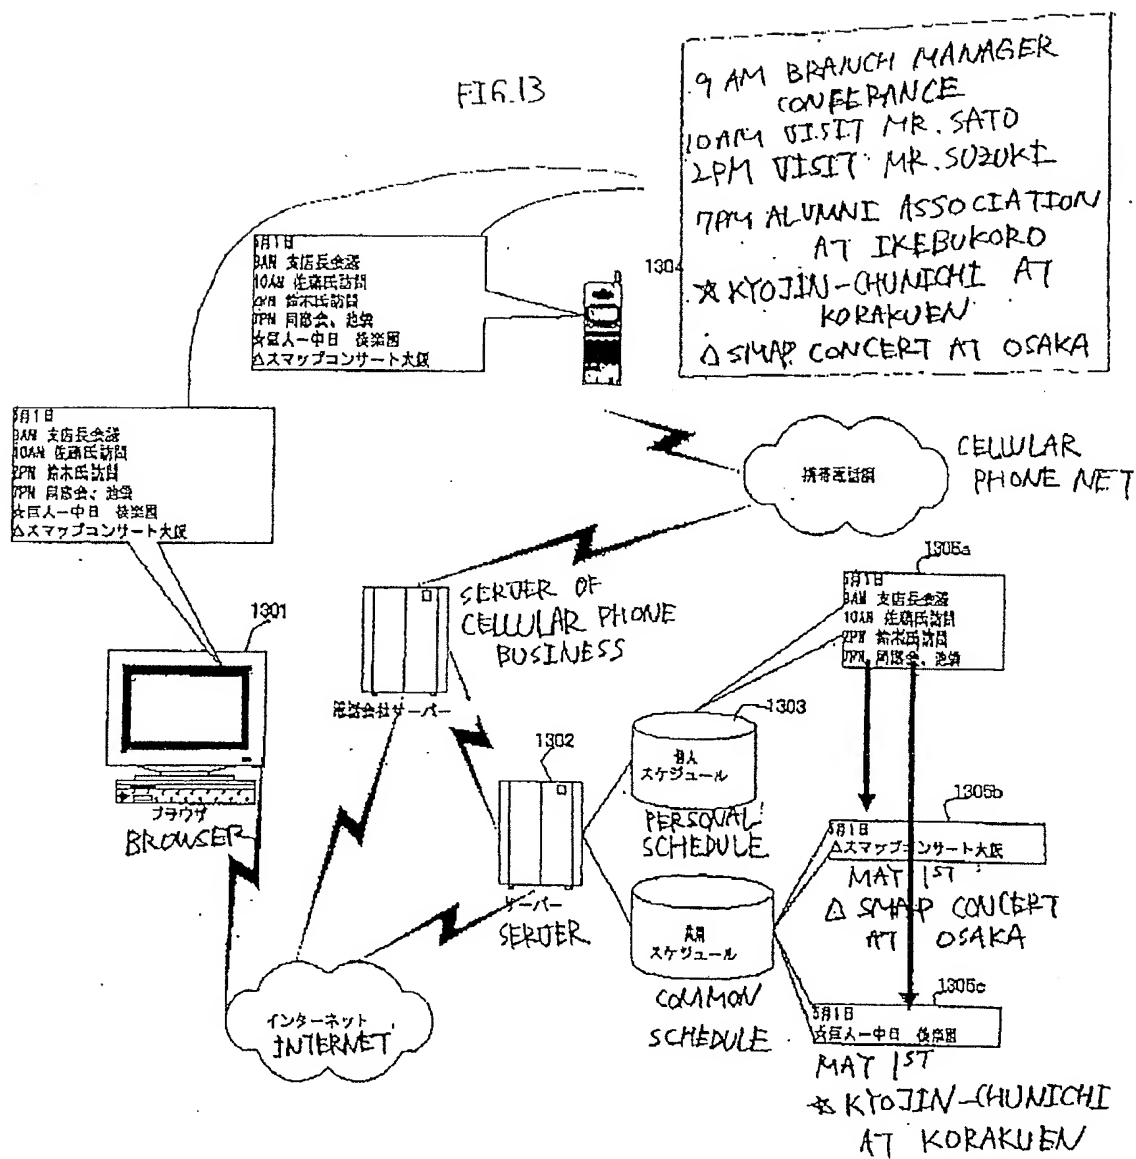 FIG.13
9 AM BRANCH MANAGER
CONFERANCE
10AM VISIT MR. SATO
2PM VISIT MR. SUZUKI
7PM ALUMNI ASSOCIATION
AT IKEBUKORO
☆ KYOJIN-CHUNICHI AT
KORAKUEN
△ SMAP CONCERT AT OSAKA
1304
5月1日
9AM 支店長会議
10AM 佐藤氏訪問
2PM 鈴木氏訪問
7PM 同窓会、池袋
☆巨人ー中日 後楽園
△スマップコンサート大阪
5月1日
9AM 支店長会議
10AM 佐藤氏訪問
2PM 鈴木氏訪問
7PM 同窓会、池袋
☆巨人ー中日 後楽園
△スマップコンサート大阪
携帯電話網
CELLULAR
PHONE NET
1301
ブラウザ
BROWSER
SERVER OF
CELLULAR PHONE
BUSINESS
電話会社サーバー
1302
サーバー
SERVER
1303
個人
スケジュール
PERSONAL
SCHEDULE
共用
スケジュール
COMMON
SCHEDULE
1305a
5月1日
9AM 支店長会議
10AM 佐藤氏訪問
2PM 鈴木氏訪問
7PM 同窓会、池袋
1305b
5月1日
△スマップコンサート大阪
MAY 1ST
△ SMAP CONCERT
AT OSAKA
1305c
5月1日
☆巨人ー中日 後楽園
MAY 1ST
☆ KYOJIN-CHUNICHI
AT KORAKUEN
インターネット
INTERNET